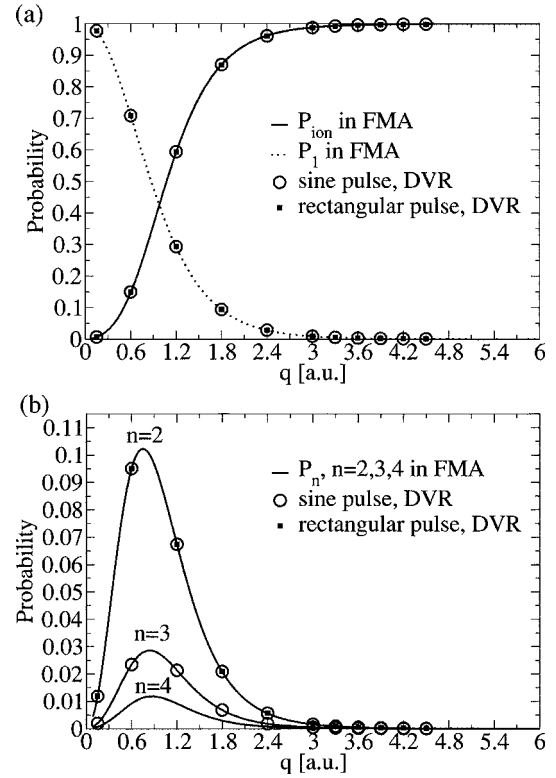 (a)
1
0.9
0.8
0.7
0.6
0.5
0.4
0.3
0.2
0.1
0
Probability
P_ion in FMA
P_1 in FMA
sine pulse, DVR
rectangular pulse, DVR
0 0.6 1.2 1.8 2.4 3 3.6 4.2 4.8 5.4 6
q [a.u.]
(b)
0.11
0.1
0.09
0.08
0.07
0.06
0.05
0.04
0.03
0.02
0.01
0
Probability
n=2
n=3
n=4
P_n, n=2,3,4 in FMA
sine pulse, DVR
rectangular pulse, DVR
0 0.6 1.2 1.8 2.4 3 3.6 4.2 4.8 5.4 6
q [a.u.]